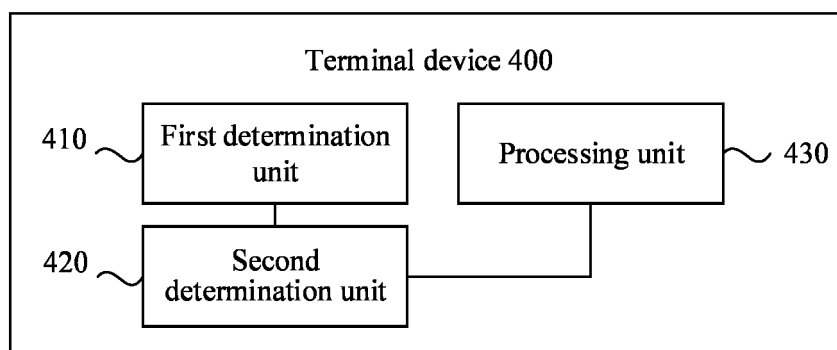 Terminal device 400
410
First determination
unit
Processing unit
430
420
Second
determination unit